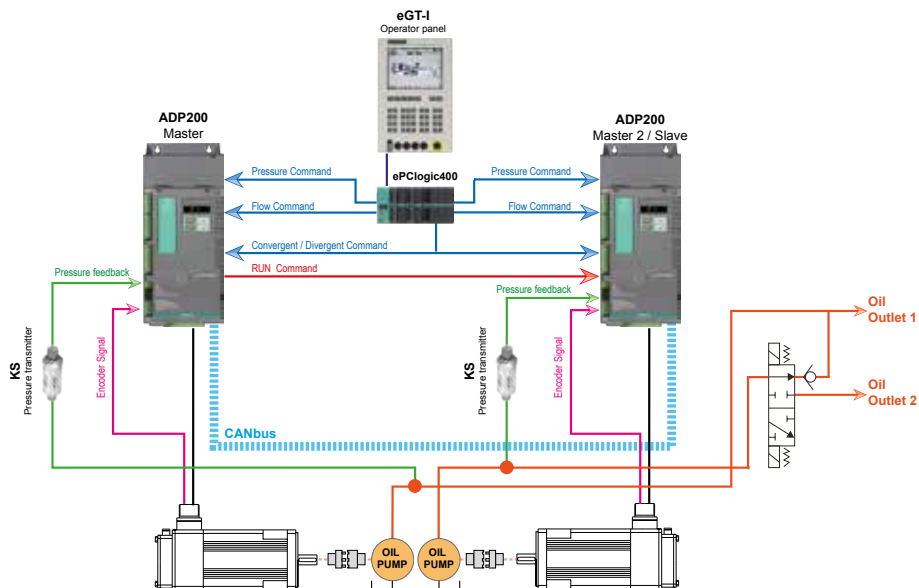 eGT-I
Operator panel
ADP200
Master
ADP200
Master 2 / Slave
ePClogic400
Pressure Command
Pressure Command
Flow Command
Flow Command
Convergent / Divergent Command
RUN Command
Pressure feedback
Pressure feedback
KS
Pressure transmitter
Encoder Signal
KS
Pressure transmitter
Encoder Signal
Oil
Outlet 1
Oil
Outlet 2
CANbus
OIL
PUMP
OIL
PUMP